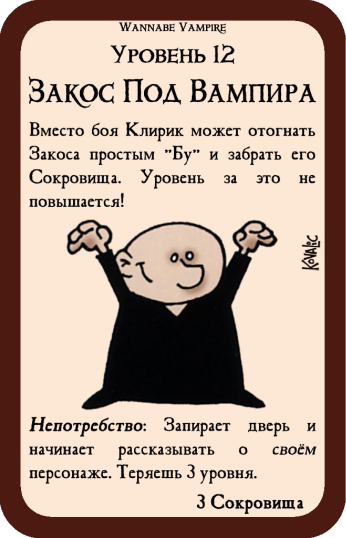 Wannabe Vampire
Уровень 12
Закос Под Вампира
Вместо боя Клирик может отогнать
Закоса простым "Бу" и забрать его
Сокровища. Уровень за это не
повышается!
Kovalic
Непотребство: Запирает дверь и
начинает рассказывать о своём
персонаже. Теряешь 3 уровня.
3 Сокровища